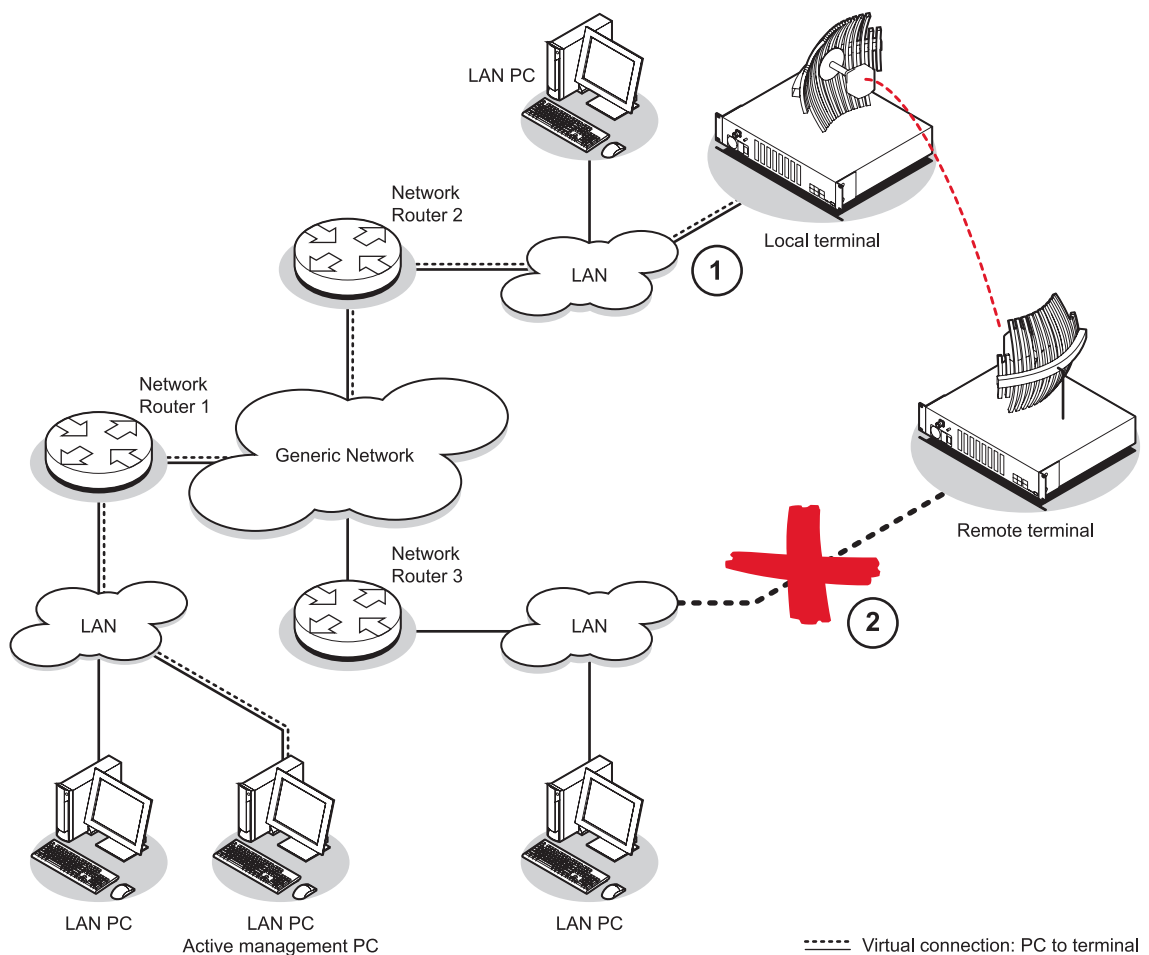 LAN PC
Network
Router 2
Local terminal
LAN
1
Network
Router 1
Generic Network
Remote terminal
Network
Router 3
LAN
LAN
2
LAN PC
LAN PC
Active management PC
LAN PC
Virtual connection: PC to terminal